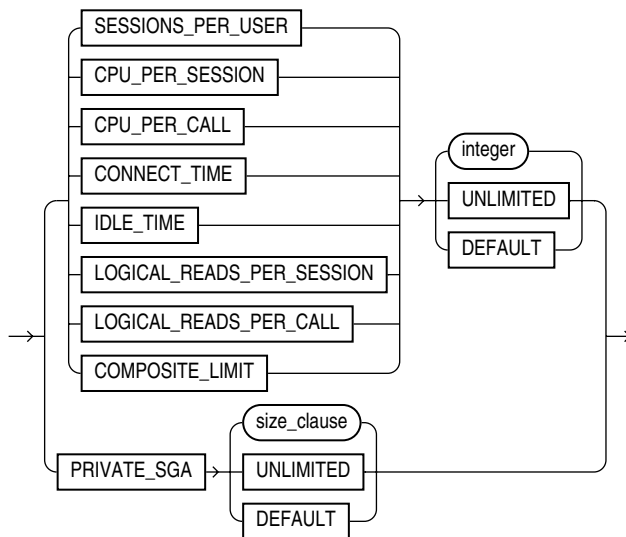 SESSIONS_PER_USER
CPU_PER_SESSION
CPU_PER_CALL
CONNECT_TIME
IDLE_TIME
LOGICAL_READS_PER_SESSION
LOGICAL_READS_PER_CALL
COMPOSITE_LIMIT
integer
UNLIMITED
DEFAULT
PRIVATE_SGA
size_clause
UNLIMITED
DEFAULT